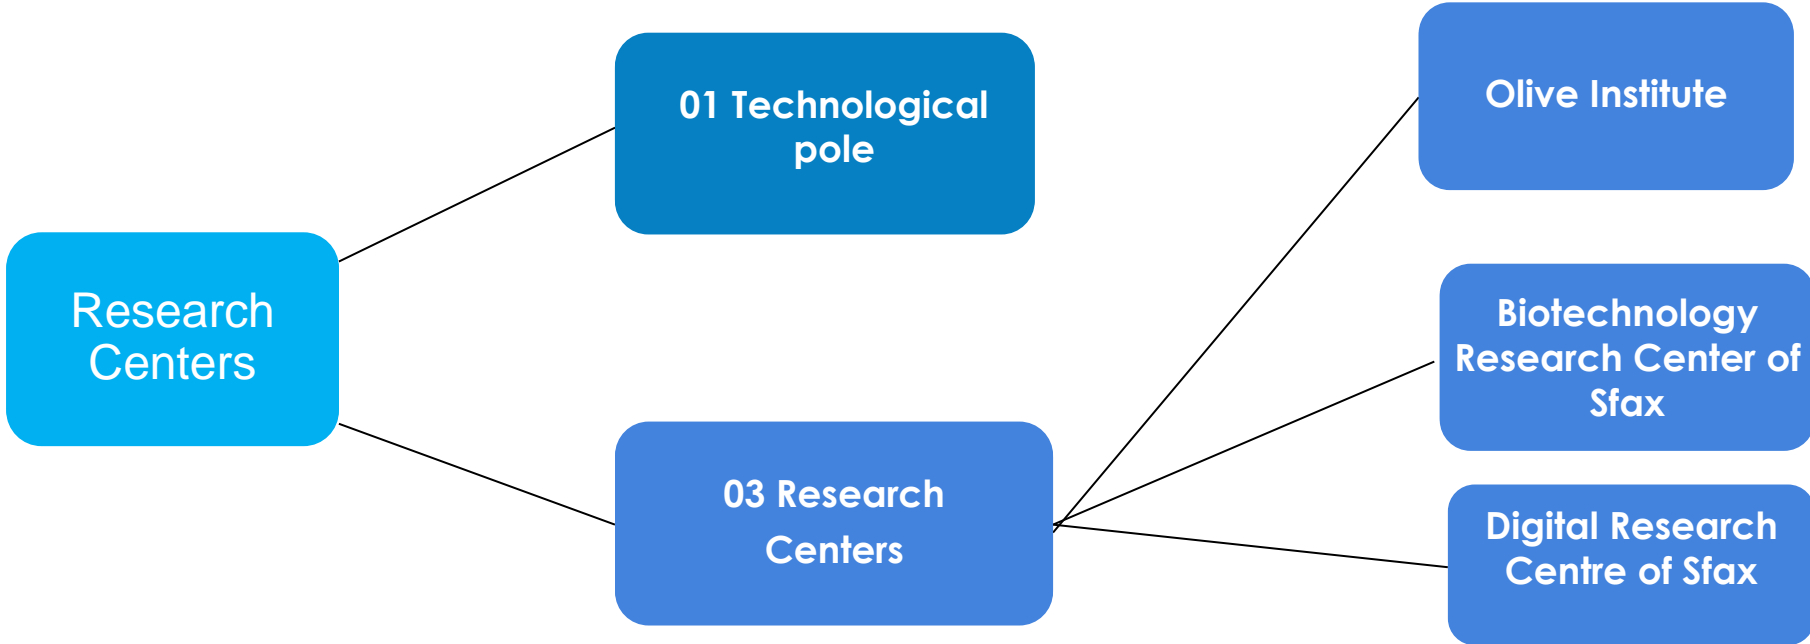 Research
Centers
01 Technological
pole
03 Research
Centers
Olive Institute
Biotechnology
Research Center of
Sfax
Digital Research
Centre of Sfax